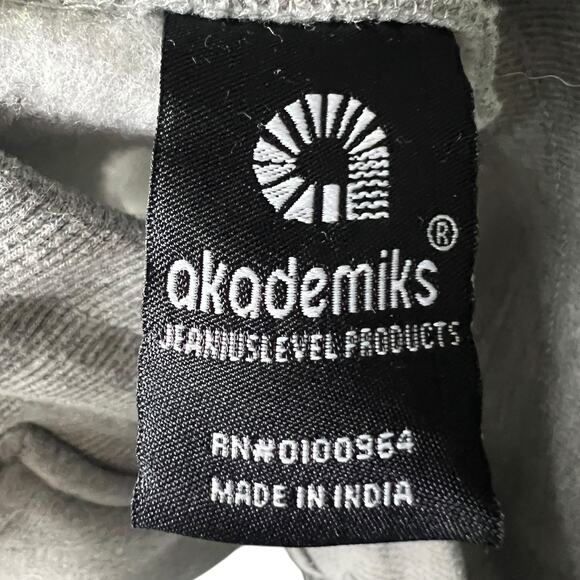 ®
akademiks
JEANIUSLEVEL PRODUCTS
RN#0100964
MADE IN INDIA